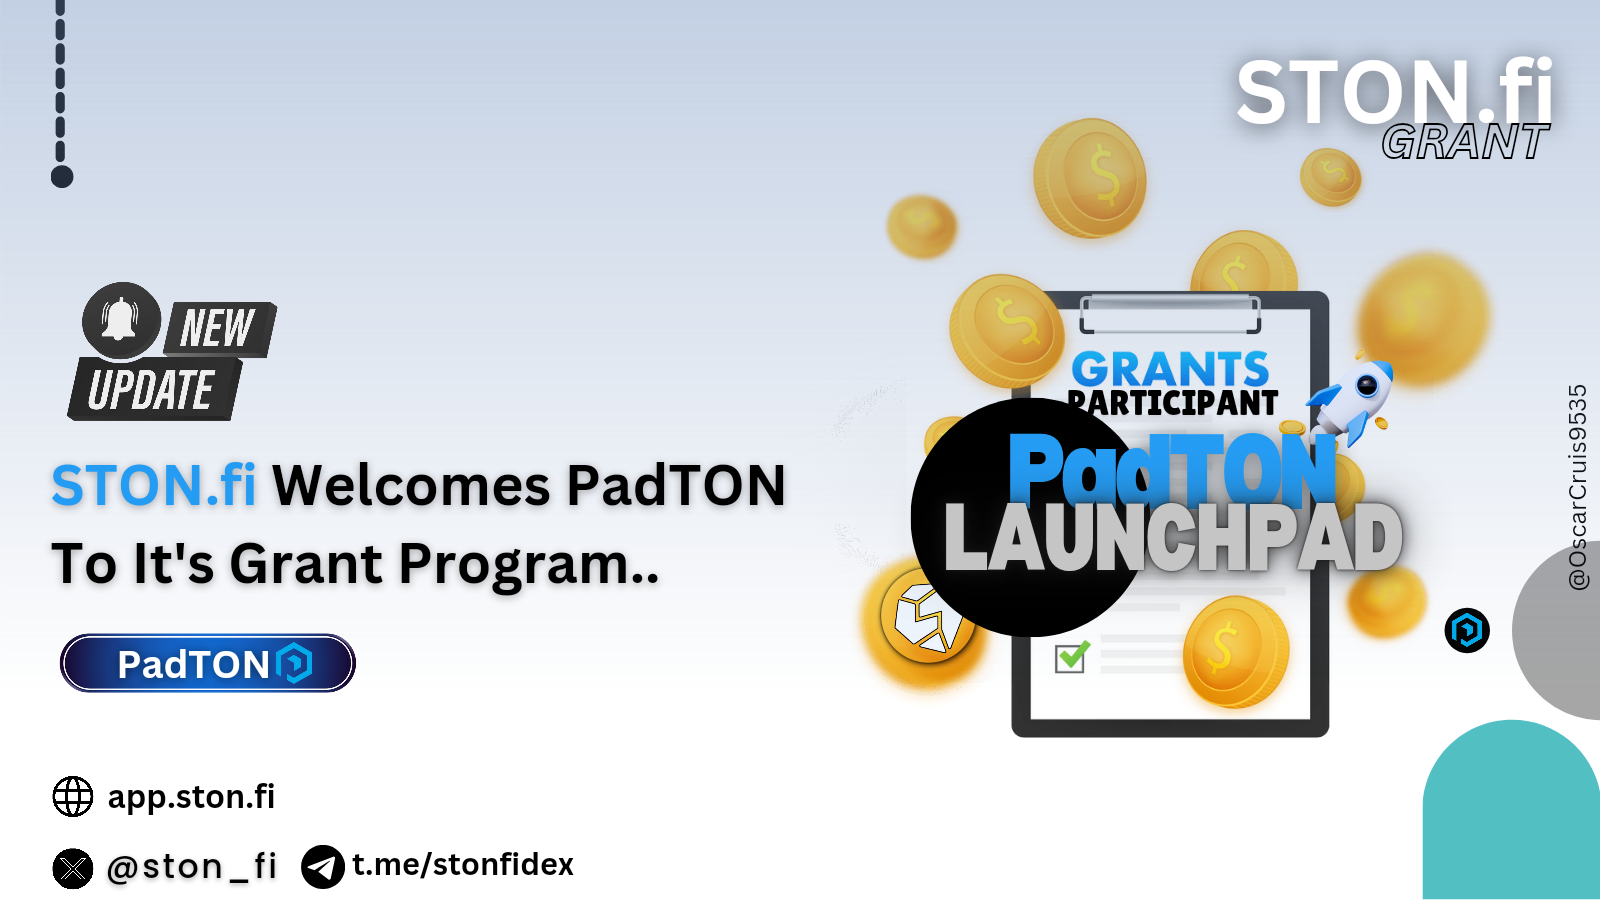 STON.fi
GRANT
NEW
UPDATE
STON.fi Welcomes PadTON
To It's Grant Program..
PadTON
app.ston.fi
@ston_fi
t.me/stonfidex
GRANTS
PARTICIPANT
PadTON
LAUNCHPAD
@OscarCruis9535